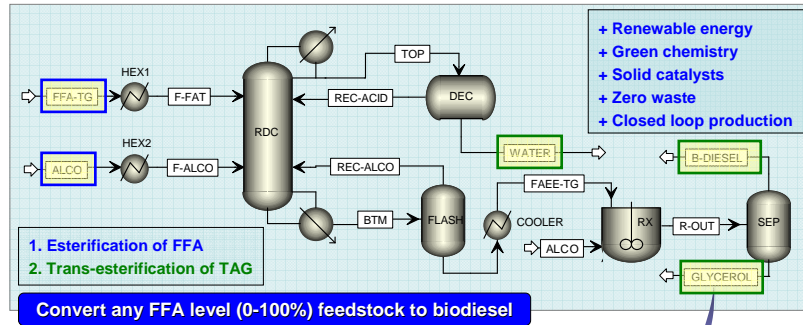 + Renewable energy
+ Green chemistry
+ Solid catalysts
+ Zero waste
+ Closed loop production
TOP
HEX1
FFA-TG
F-FAT
REC-ACID
DEC
RDC
HEX2
WATER
B-DIESEL
ALCO
F-ALCO
REC-ALCO
FAEE-TG
BTM
FLASH
COOLER
RX
R-OUT
SEP
ALCO
1. Esterification of FFA
2. Trans-esterification of TAG
GLYCEROL
Convert any FFA level (0-100%) feedstock to biodiesel